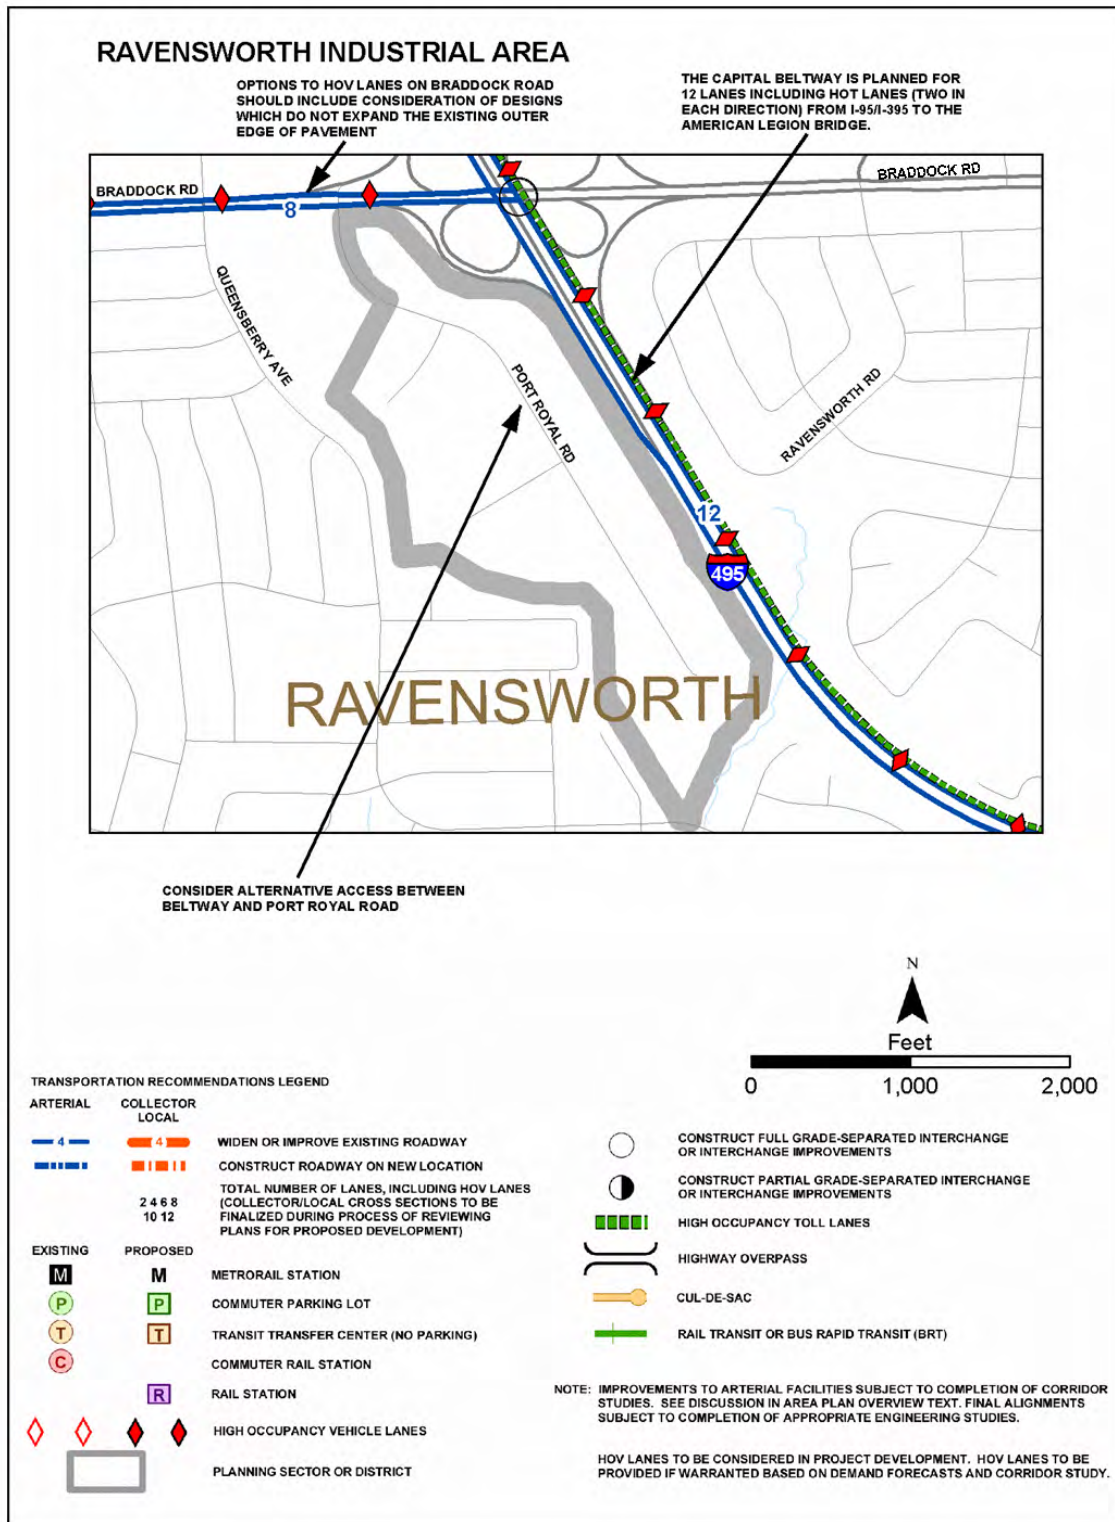 RAVENSWORTH INDUSTRIAL AREA
OPTIONS TO HOV LANES ON BRADDOCK ROAD
SHOULD INCLUDE CONSIDERATION OF DESIGNS
WHICH DO NOT EXPAND THE EXISTING OUTER
EDGE OF PAVEMENT
THE CAPITAL BELTWAY IS PLANNED FOR
12 LANES INCLUDING HOT LANES (TWO IN
EACH DIRECTION) FROM I-95/I-395 TO THE
AMERICAN LEGION BRIDGE.
BRADDOCK RD
BRADDOCK RD
8
QUEENSBERRY AVE
PORT ROYAL RD
RAVENSWORTH RD
12
495
RAVENSWORTH
CONSIDER ALTERNATIVE ACCESS BETWEEN
BELTWAY AND PORT ROYAL ROAD
N
Feet
0 1,000 2,000
TRANSPORTATION RECOMMENDATIONS LEGEND
ARTERIAL COLLECTOR
LOCAL
4 4 WIDEN OR IMPROVE EXISTING ROADWAY
CONSTRUCT ROADWAY ON NEW LOCATION
TOTAL NUMBER OF LANES, INCLUDING HOV LANES
2 4 6 8 (COLLECTOR/LOCAL CROSS SECTIONS TO BE
10 12 FINALIZED DURING PROCESS OF REVIEWING
PLANS FOR PROPOSED DEVELOPMENT)
EXISTING PROPOSED
M M METRORAIL STATION
P P COMMUTER PARKING LOT
T T TRANSIT TRANSFER CENTER (NO PARKING)
C COMMUTER RAIL STATION
R RAIL STATION
HIGH OCCUPANCY VEHICLE LANES
PLANNING SECTOR OR DISTRICT
CONSTRUCT FULL GRADE-SEPARATED INTERCHANGE
OR INTERCHANGE IMPROVEMENTS
CONSTRUCT PARTIAL GRADE-SEPARATED INTERCHANGE
OR INTERCHANGE IMPROVEMENTS
HIGH OCCUPANCY TOLL LANES
HIGHWAY OVERPASS
CUL-DE-SAC
RAIL TRANSIT OR BUS RAPID TRANSIT (BRT)
NOTE: IMPROVEMENTS TO ARTERIAL FACILITIES SUBJECT TO COMPLETION OF CORRIDOR
STUDIES. SEE DISCUSSION IN AREA PLAN OVERVIEW TEXT. FINAL ALIGNMENTS
SUBJECT TO COMPLETION OF APPROPRIATE ENGINEERING STUDIES.
HOV LANES TO BE CONSIDERED IN PROJECT DEVELOPMENT. HOV LANES TO BE
PROVIDED IF WARRANTED BASED ON DEMAND FORECASTS AND CORRIDOR STUDY.